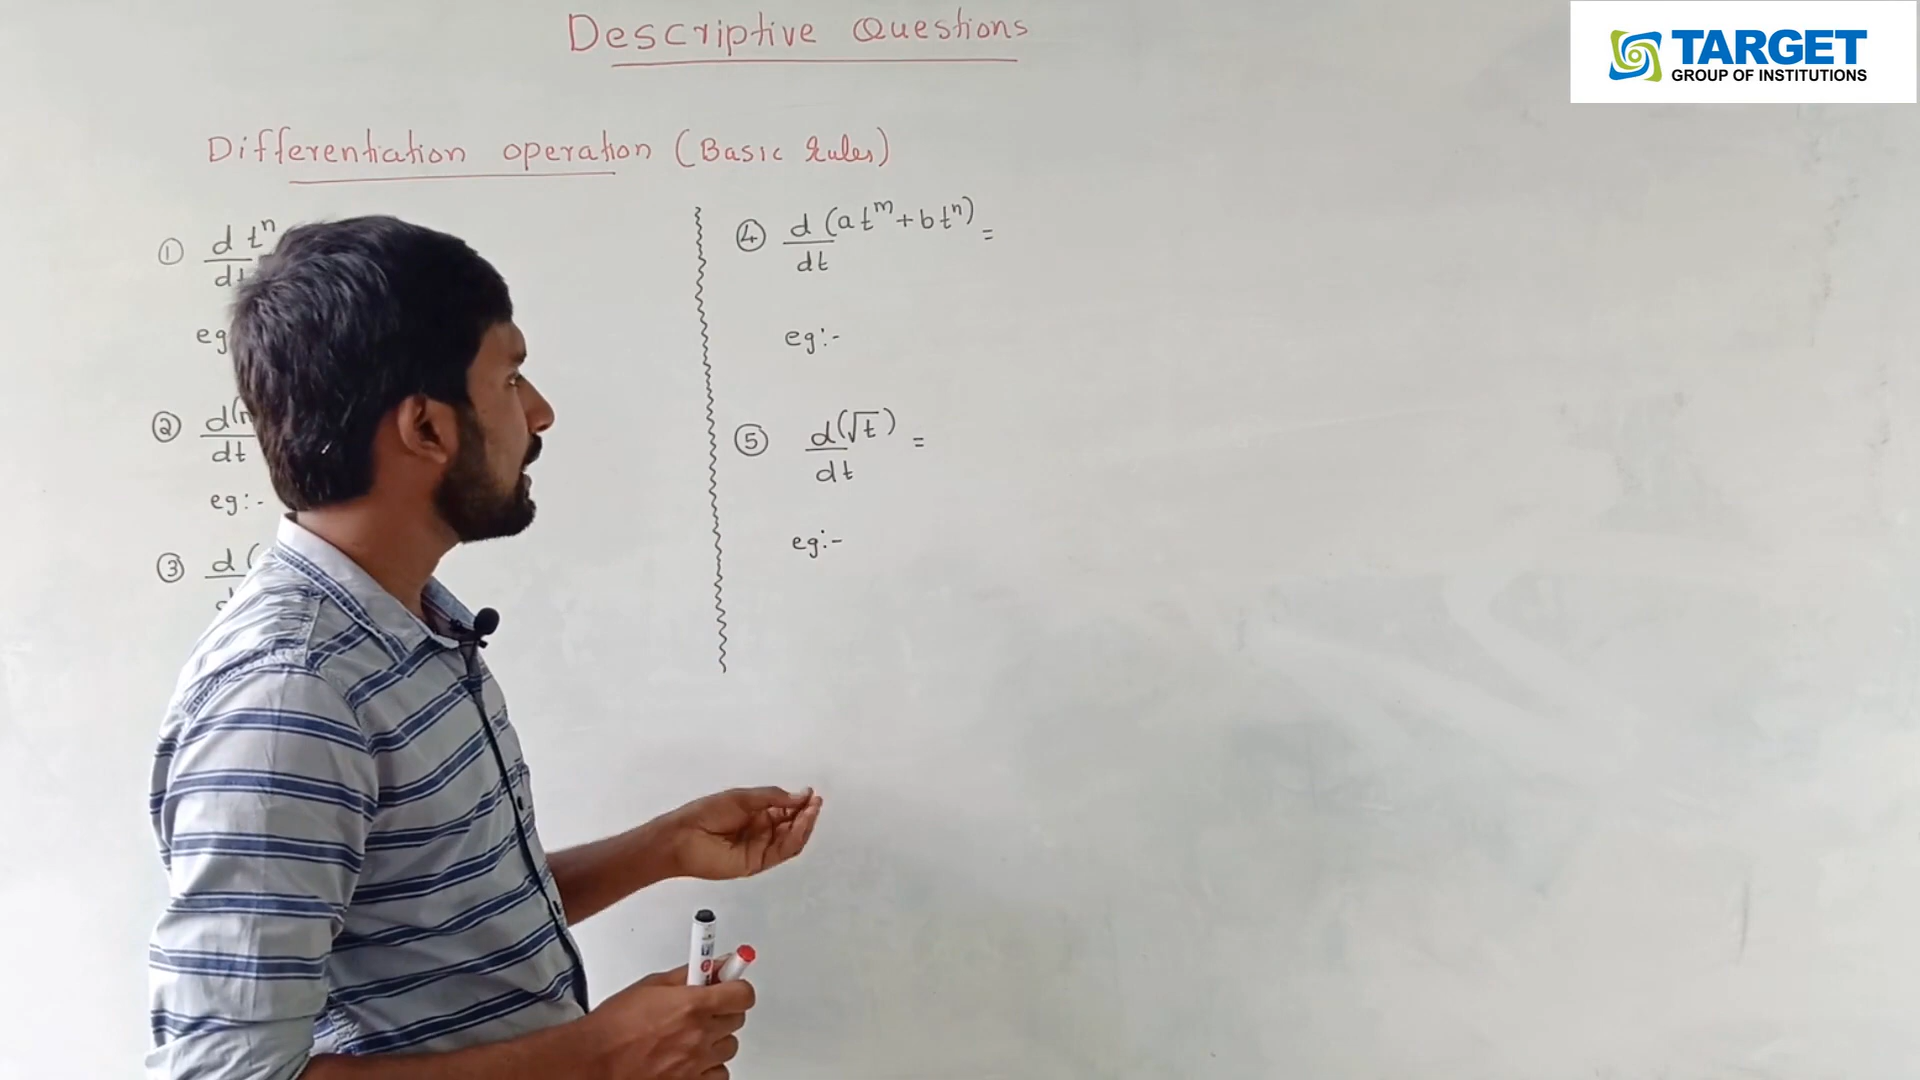 Descriptive Questions
TARGET
GROUP OF INSTITUTIONS
Differentiation operation (Basic Rules)
① d tⁿ
dt
eg
② d(
dt
eg:-
③ d (
④ d (atᵐ+btⁿ) =
dt
eg:-
⑤ d(√t) =
dt
eg:-